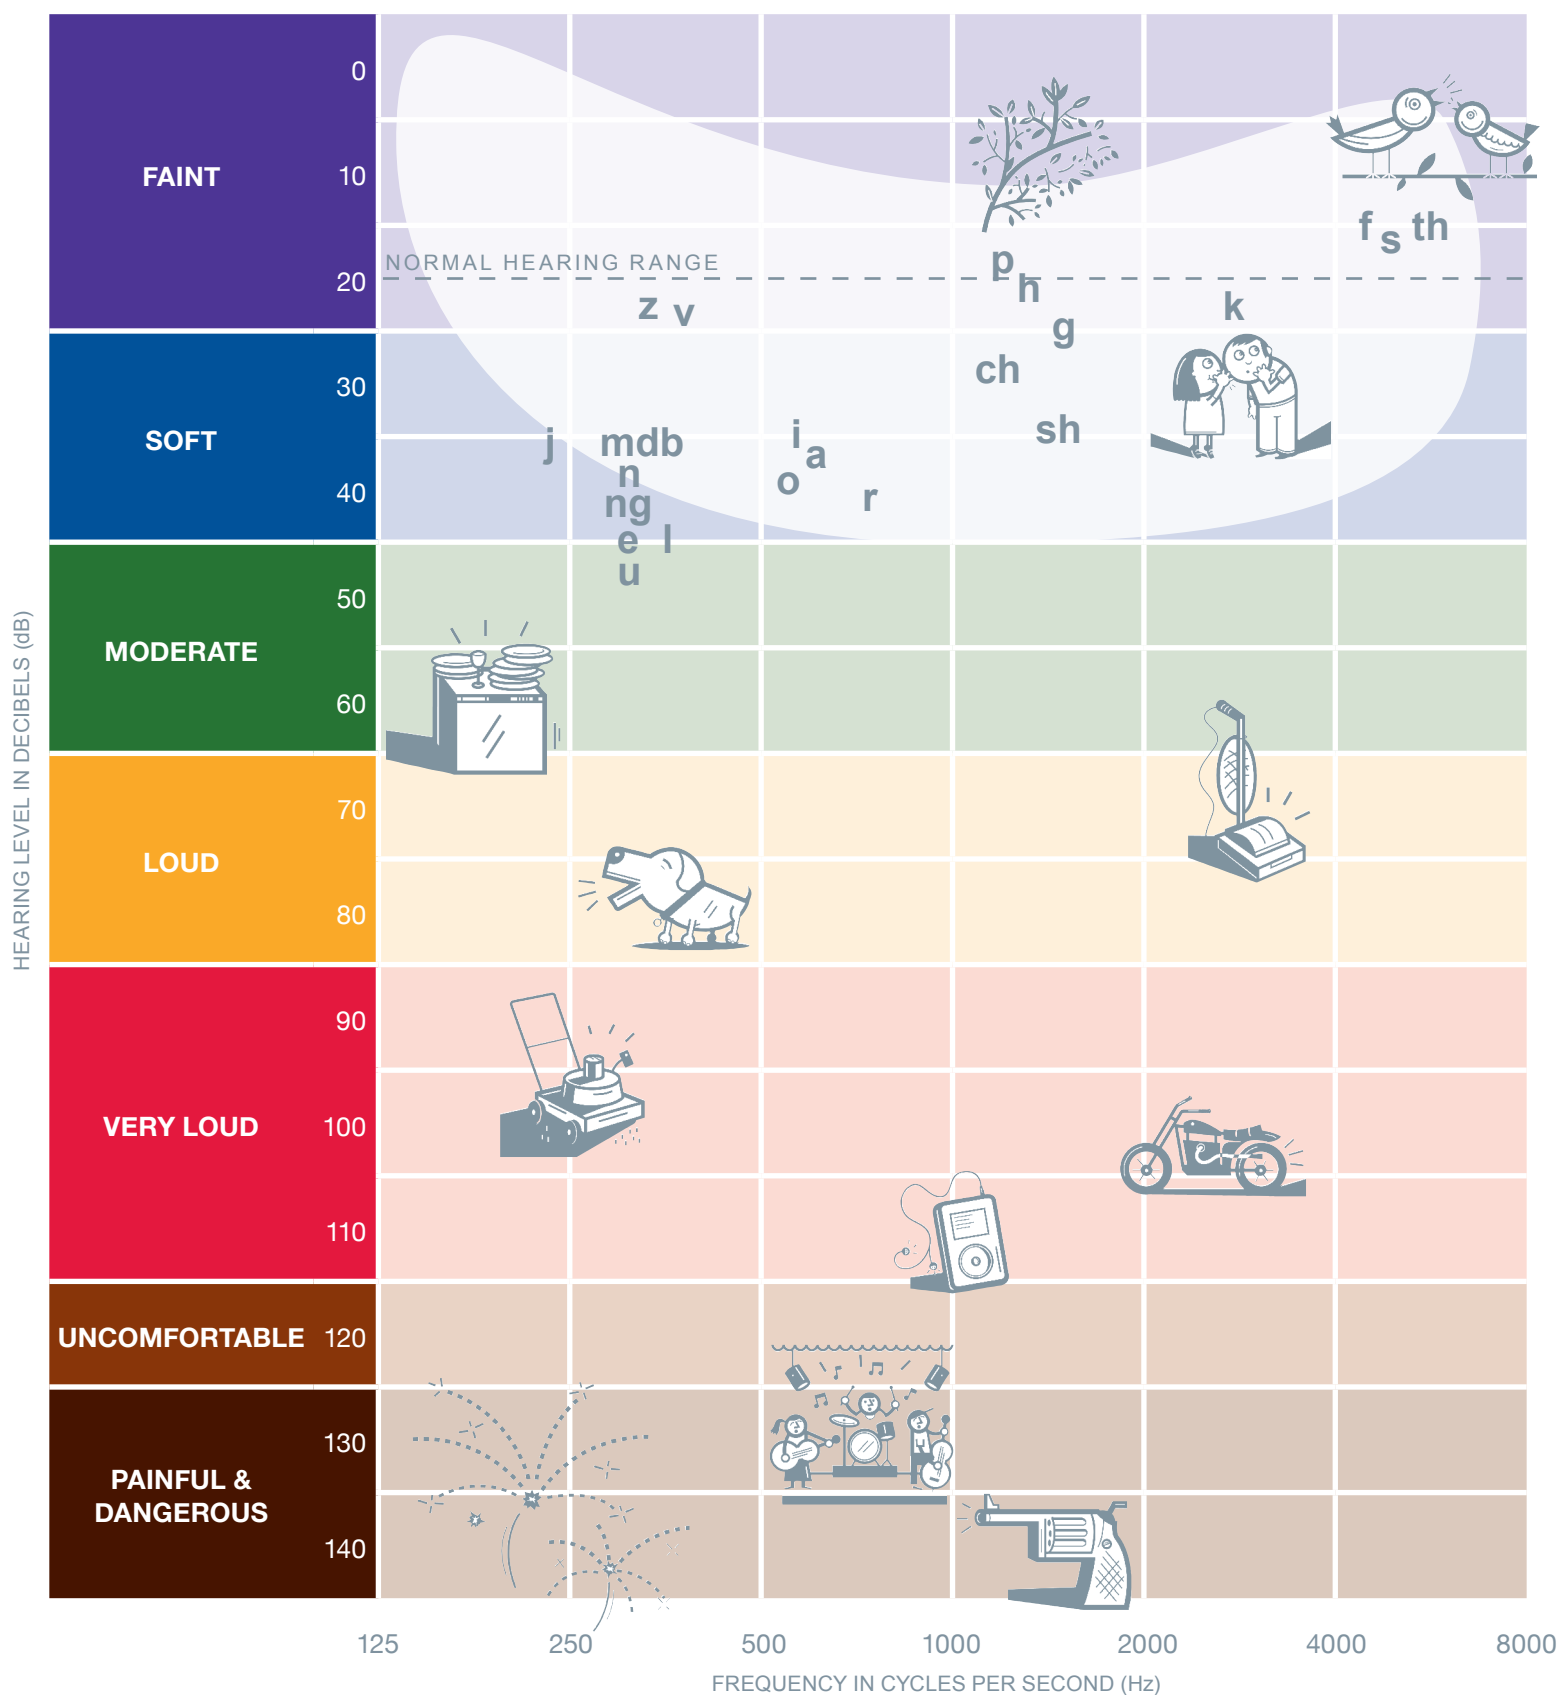 0
FAINT
10
f s th
NORMAL HEARING RANGE
p
20
h
z v
k
g
ch
30
SOFT
j
mdb
i
sh
a
n
o
40
ng
r
e l
u
50
MODERATE
60
70
LOUD
80
90
VERY LOUD
100
110
UNCOMFORTABLE
120
130
PAINFUL &
DANGEROUS
140
HEARING LEVEL IN DECIBELS (dB)
125 250 500 1000 2000 4000 8000
FREQUENCY IN CYCLES PER SECOND (Hz)